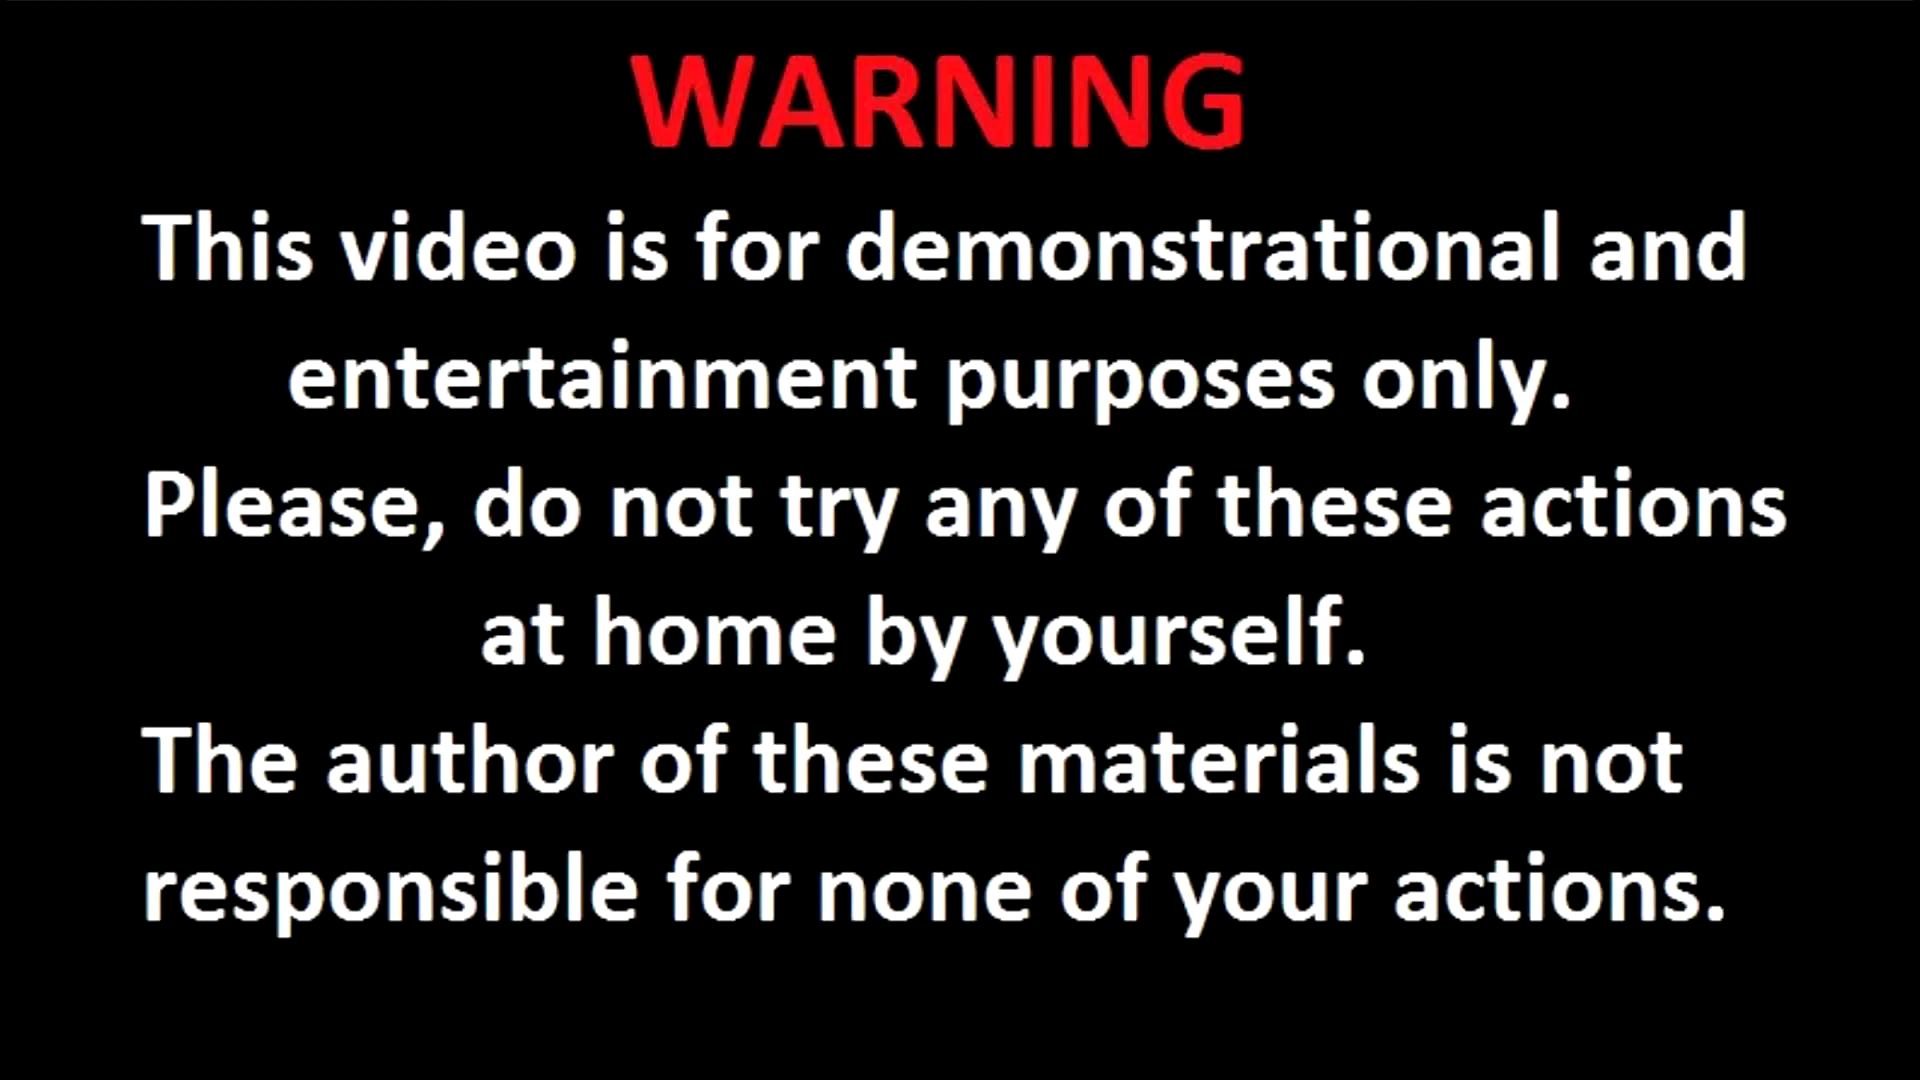 WARNING
This video is for demonstrational and
entertainment purposes only.
Please, do not try any of these actions
at home by yourself.
The author of these materials is not
responsible for none of your actions.